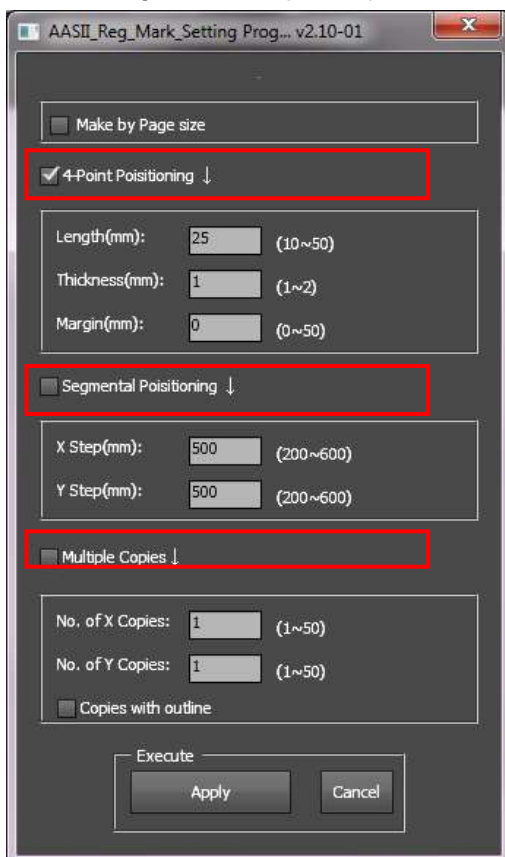 AASII_Reg_Mark_Setting Prog... v2.10-01
Make by Page size
4-Point Poisitioning ↓
Length(mm): 25 (10~50)
Thickness(mm): 1 (1~2)
Margin(mm): 0 (0~50)
Segmental Poisitioning ↓
X Step(mm): 500 (200~600)
Y Step(mm): 500 (200~600)
Multiple Copies ↓
No. of X Copies: 1 (1~50)
No. of Y Copies: 1 (1~50)
Copies with outline
Execute
Apply Cancel